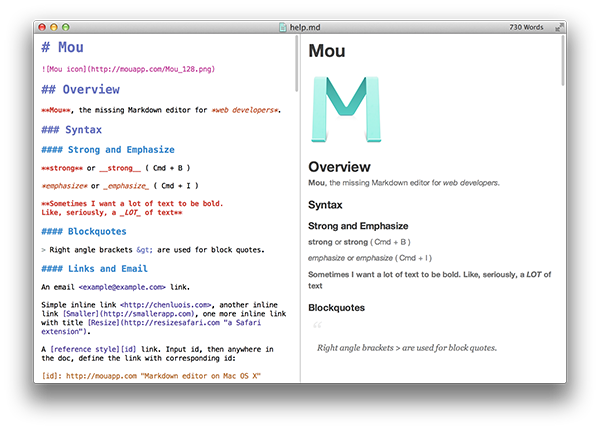 help.md
730 Words
# Mou
![Mou icon](http://mouapp.com/Mou_128.png)
## Overview
**Mou**, the missing Markdown editor for *web developers*.
### Syntax
#### Strong and Emphasize
**strong** or __strong__ ( Cmd + B )
*emphasize* or _emphasize_ ( Cmd + I )
**Sometimes I want a lot of text to be bold.
Like, seriously, a _LOT_ of text**
#### Blockquotes
> Right angle brackets &gt; are used for block quotes.
#### Links and Email
An email <example@example.com> link.
Simple inline link <http://chenluois.com>, another inline
link [Smaller](http://smallerapp.com), one more inline link
with title [Resize](http://resizesafari.com "a Safari
extension").
A [reference style][id] link. Input id, then anywhere in
the doc, define the link with corresponding id:
[id]: http://mouapp.com "Markdown editor on Mac OS X"
Mou
M
Overview
Mou, the missing Markdown editor for web developers.
Syntax
Strong and Emphasize
strong or strong ( Cmd + B )
emphasize or emphasize ( Cmd + I )
Sometimes I want a lot of text to be bold. Like, seriously, a LOT of
text
Blockquotes
“
Right angle brackets > are used for block quotes.